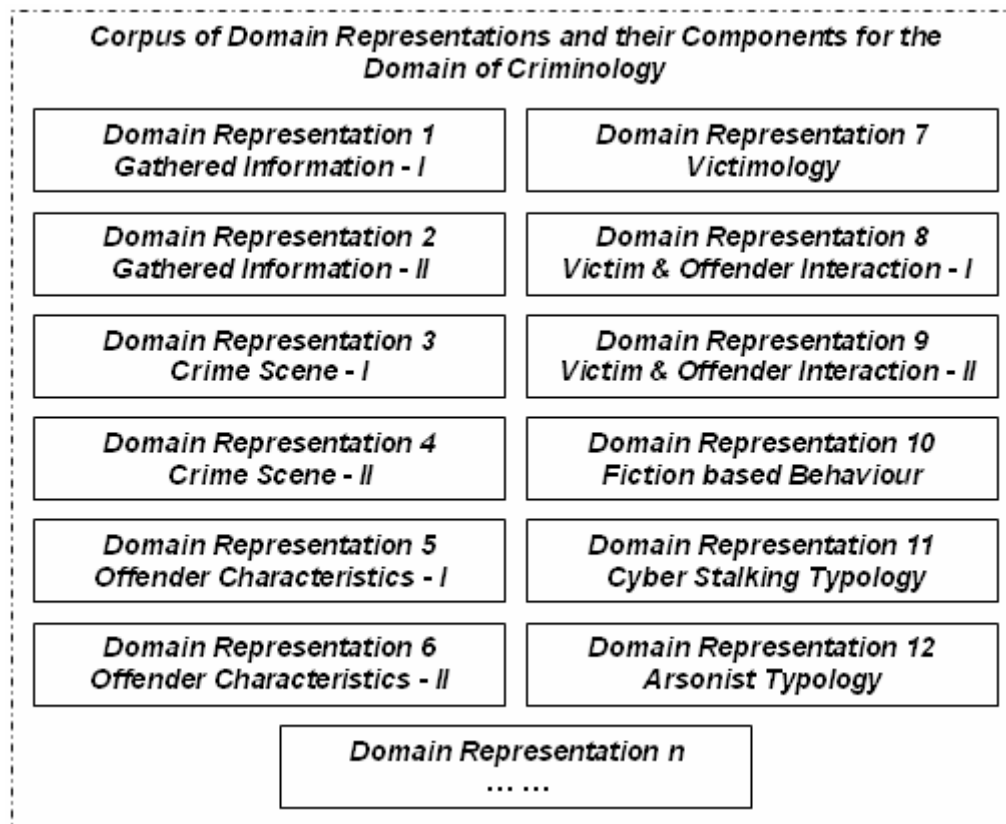 Corpus of Domain Representations and their Components for the
Domain of Criminology
Domain Representation 1
Gathered Information - I
Domain Representation 2
Gathered Information - II
Domain Representation 3
Crime Scene - I
Domain Representation 4
Crime Scene - II
Domain Representation 5
Offender Characteristics - I
Domain Representation 6
Offender Characteristics - II
Domain Representation 7
Victimology
Domain Representation 8
Victim & Offender Interaction - I
Domain Representation 9
Victim & Offender Interaction - II
Domain Representation 10
Fiction based Behaviour
Domain Representation 11
Cyber Stalking Typology
Domain Representation 12
Arsonist Typology
Domain Representation n
... ...